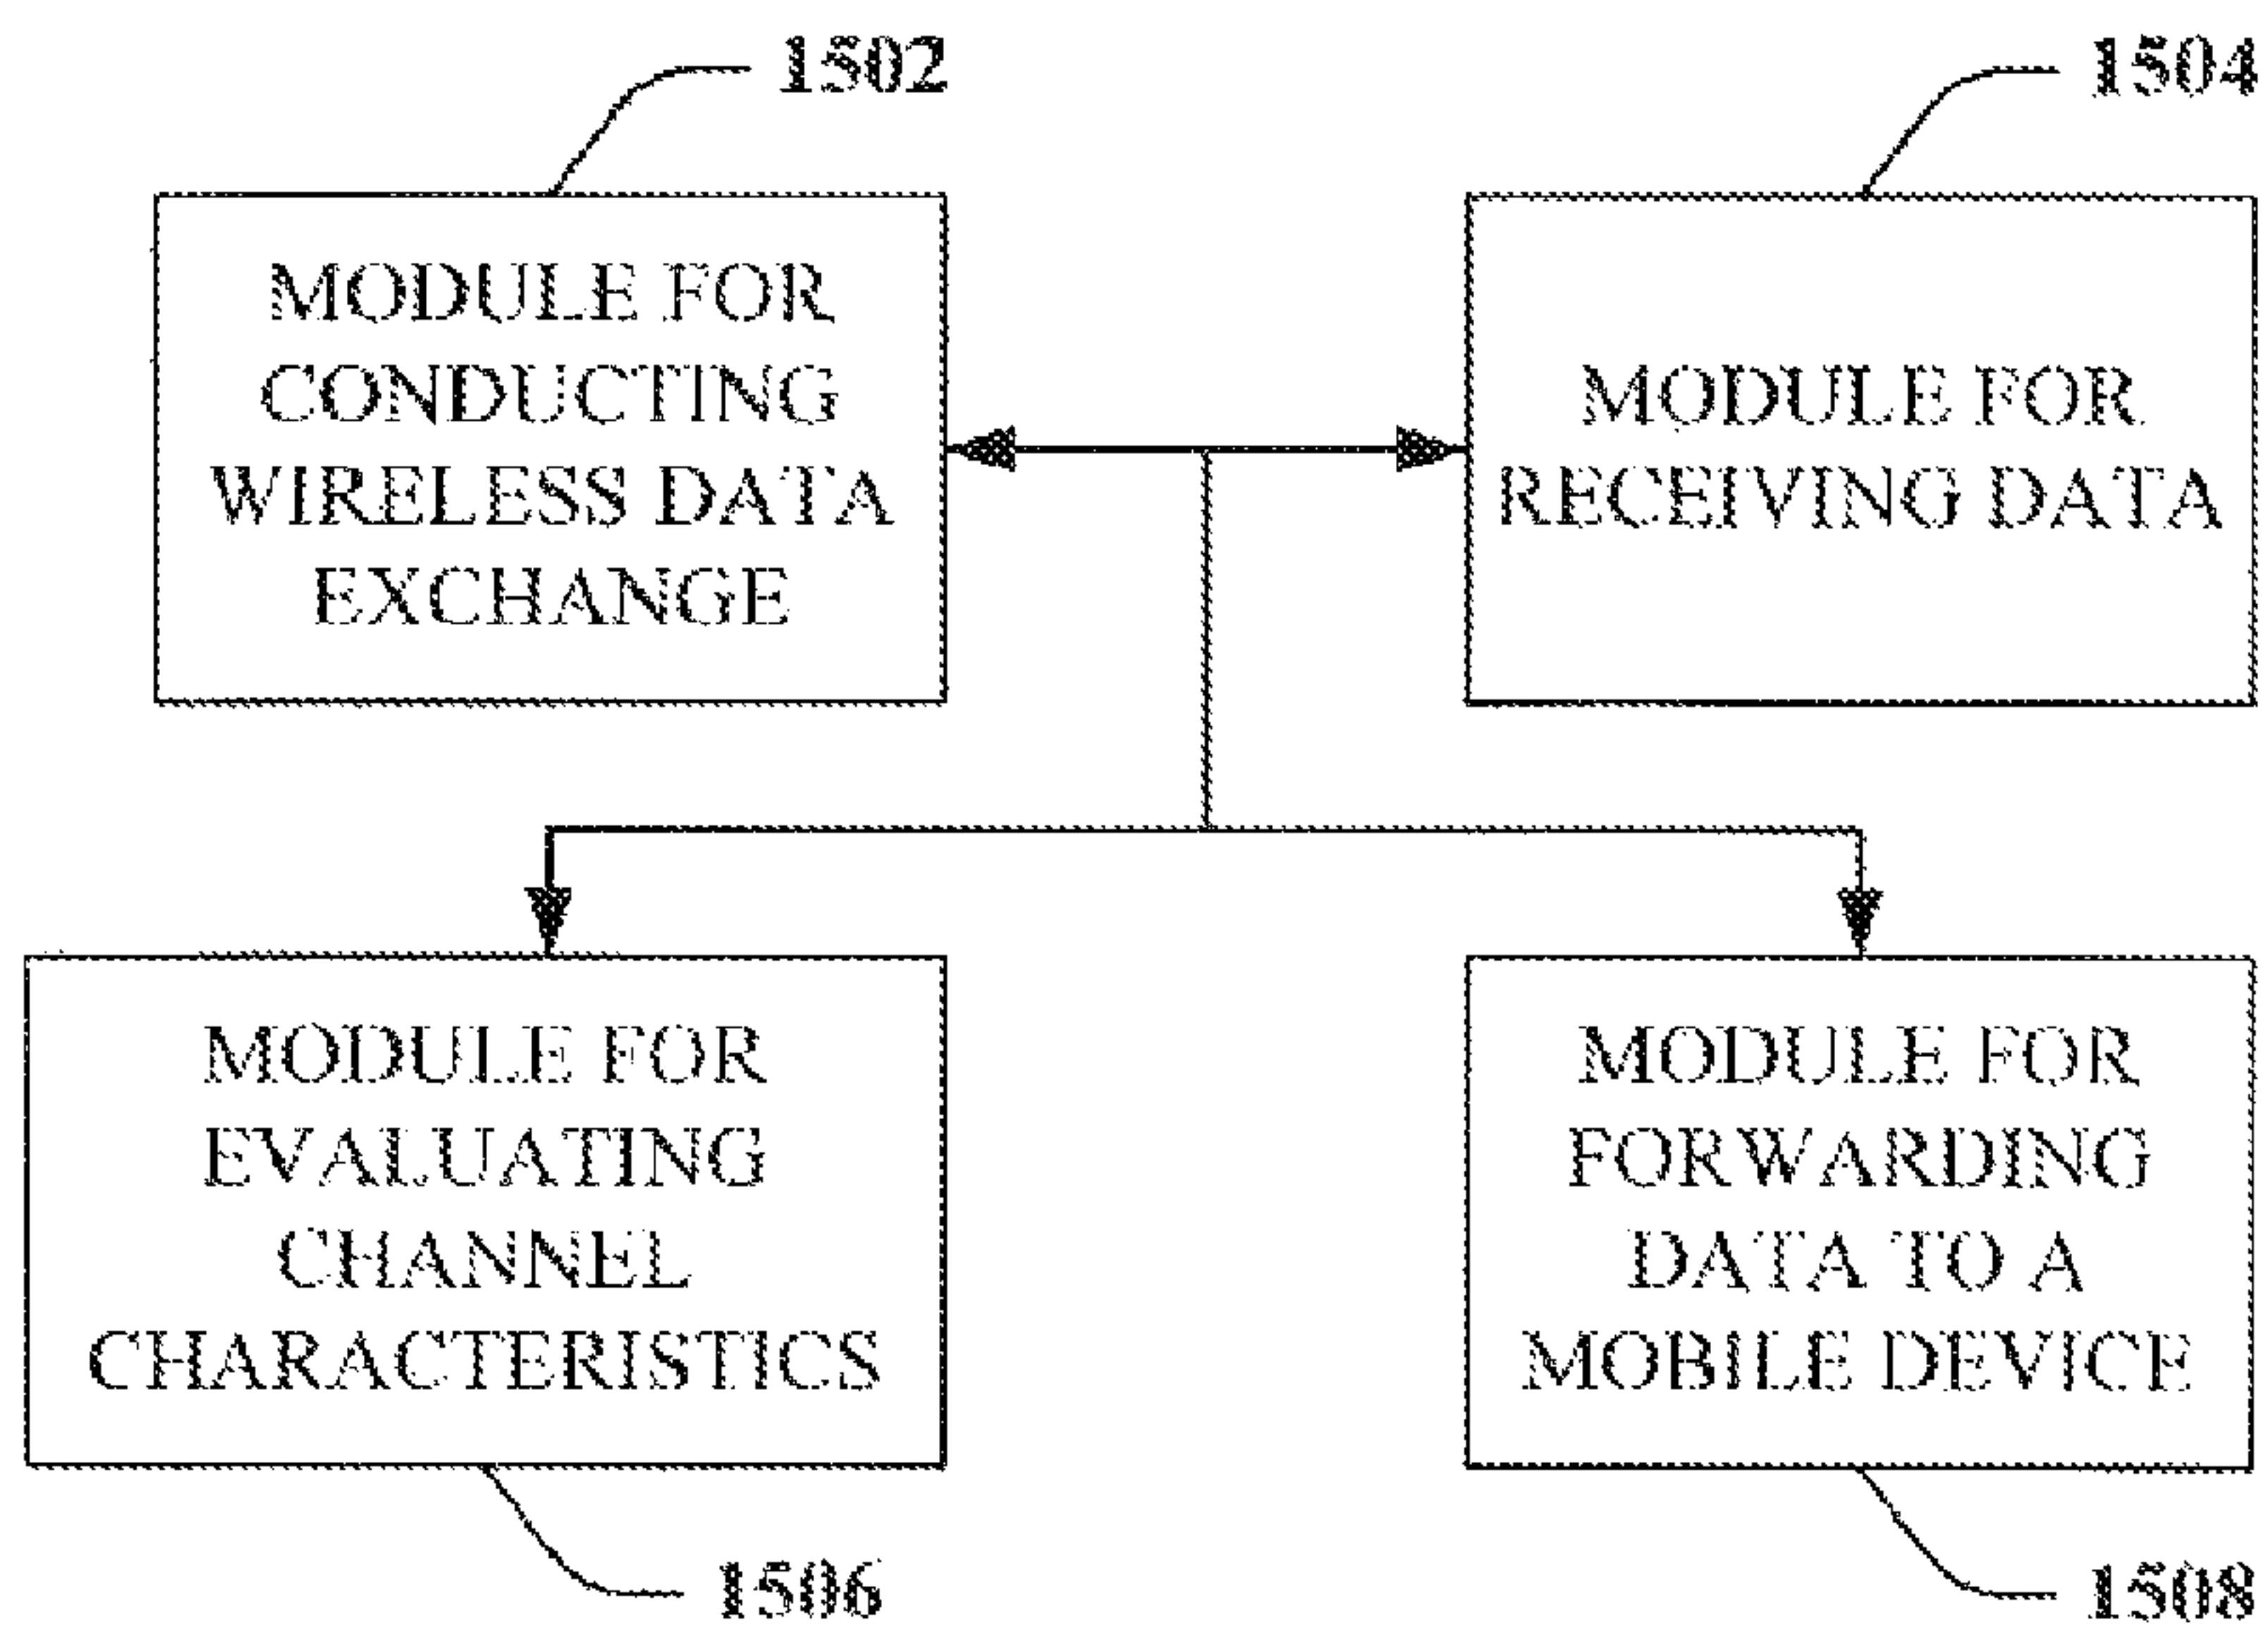 1502
1504
MODULE FOR
CONDUCTING
WIRELESS DATA
EXCHANGE
MODULE FOR
RECEIVING DATA
MODULE FOR
EVALUATING
CHANNEL
CHARACTERISTICS
MODULE FOR
FORWARDING
DATA TO A
MOBILE DEVICE
1506
1508